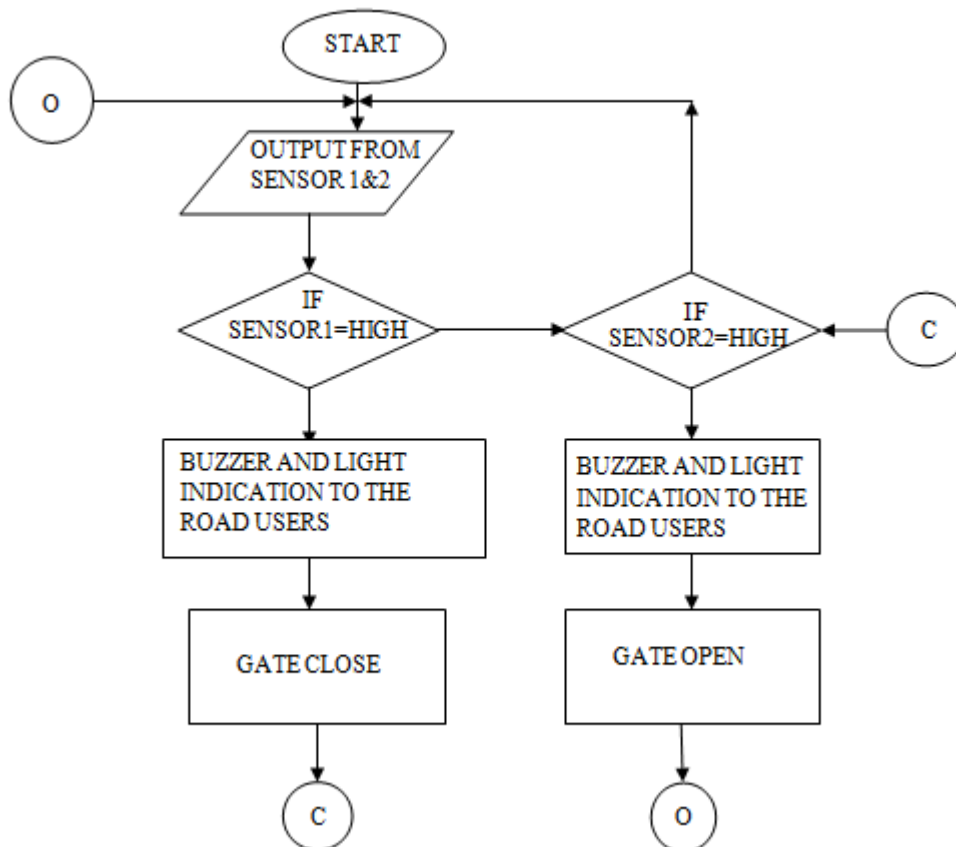 START
O
OUTPUT FROM
SENSOR 1&2
IF
SENSOR1=HIGH
IF
SENSOR2=HIGH
C
BUZZER AND LIGHT
INDICATION TO THE
ROAD USERS
BUZZER AND LIGHT
INDICATION TO THE
ROAD USERS
GATE CLOSE
GATE OPEN
C
O